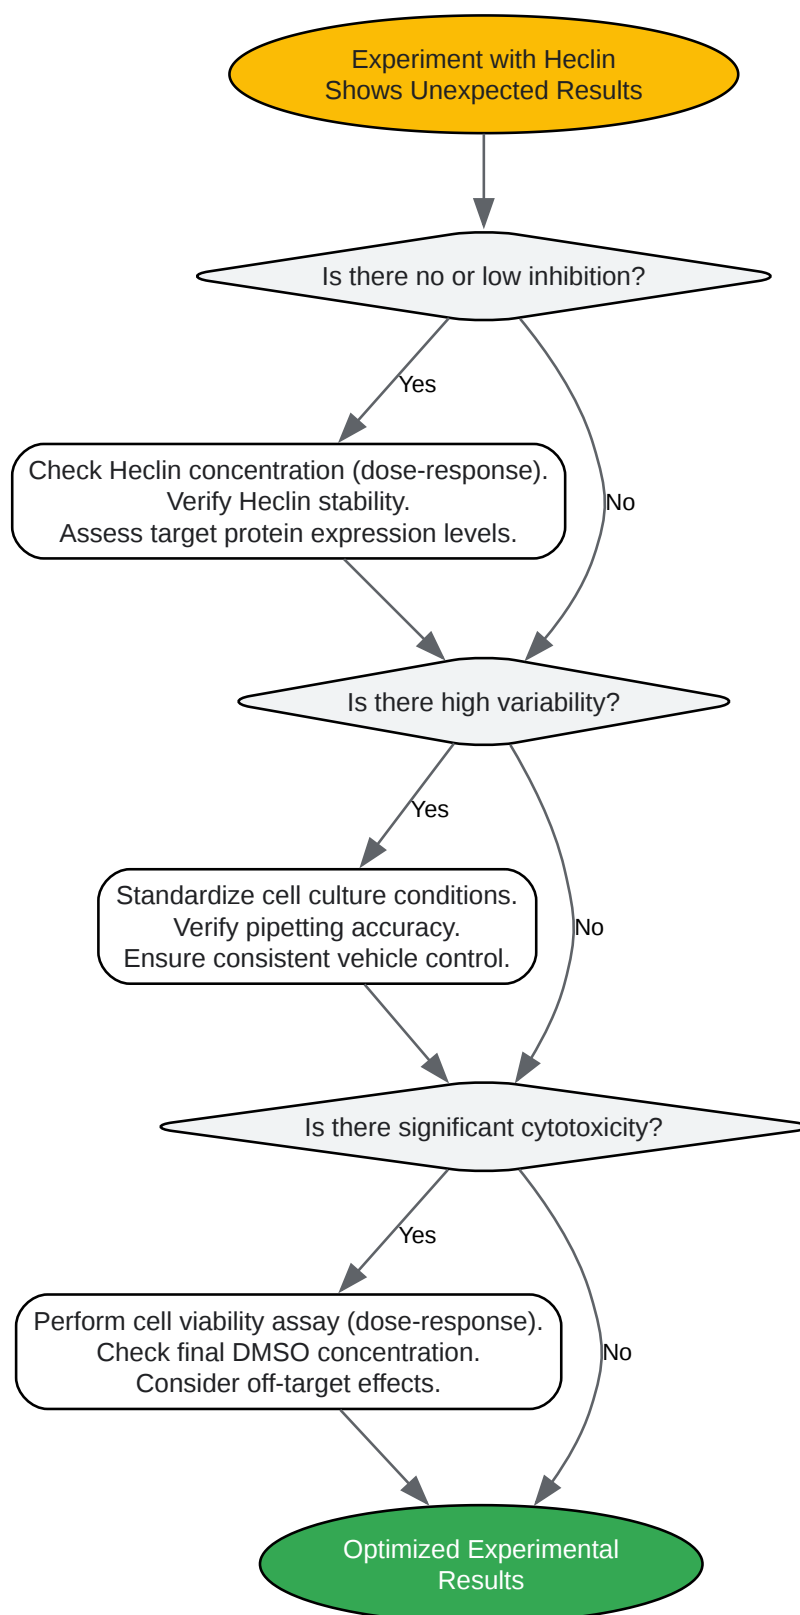 Experiment with Heclin
Shows Unexpected Results
Is there no or low inhibition?
Yes
Check Heclin concentration (dose-response).
Verify Heclin stability.
Assess target protein expression levels.
No
Is there high variability?
Yes
Standardize cell culture conditions.
Verify pipetting accuracy.
Ensure consistent vehicle control.
No
Is there significant cytotoxicity?
Yes
Perform cell viability assay (dose-response).
Check final DMSO concentration.
Consider off-target effects.
No
Optimized Experimental
Results